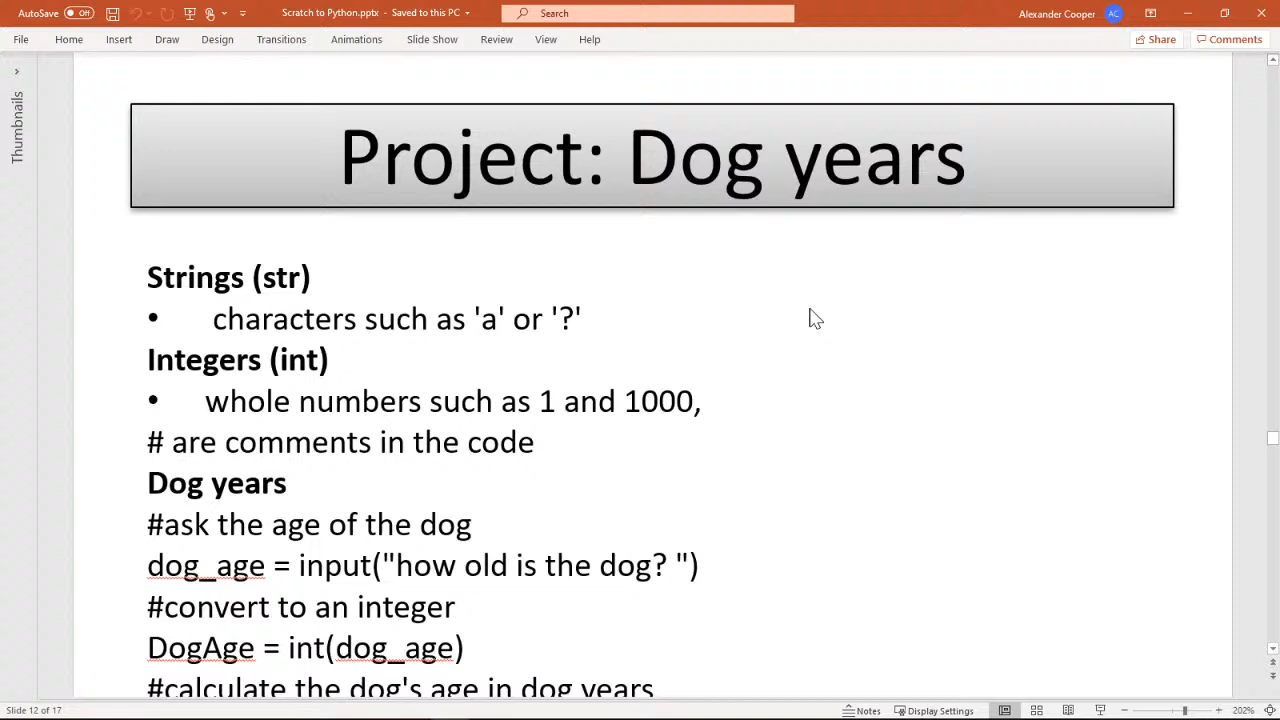 AutoSave Off Scratch to Python.pptx - Saved to this PC Search Alexander Cooper AC
File Home Insert Draw Design Transitions Animations Slide Show Review View Help Share Comments
Thumbnails
Project: Dog years
Strings (str)
• characters such as 'a' or '?'
Integers (int)
• whole numbers such as 1 and 1000,
# are comments in the code
Dog years
#ask the age of the dog
dog_age = input("how old is the dog? ")
#convert to an integer
DogAge = int(dog_age)
#calculate the dog's age in dog years
Slide 12 of 17 Notes Display Settings 202%